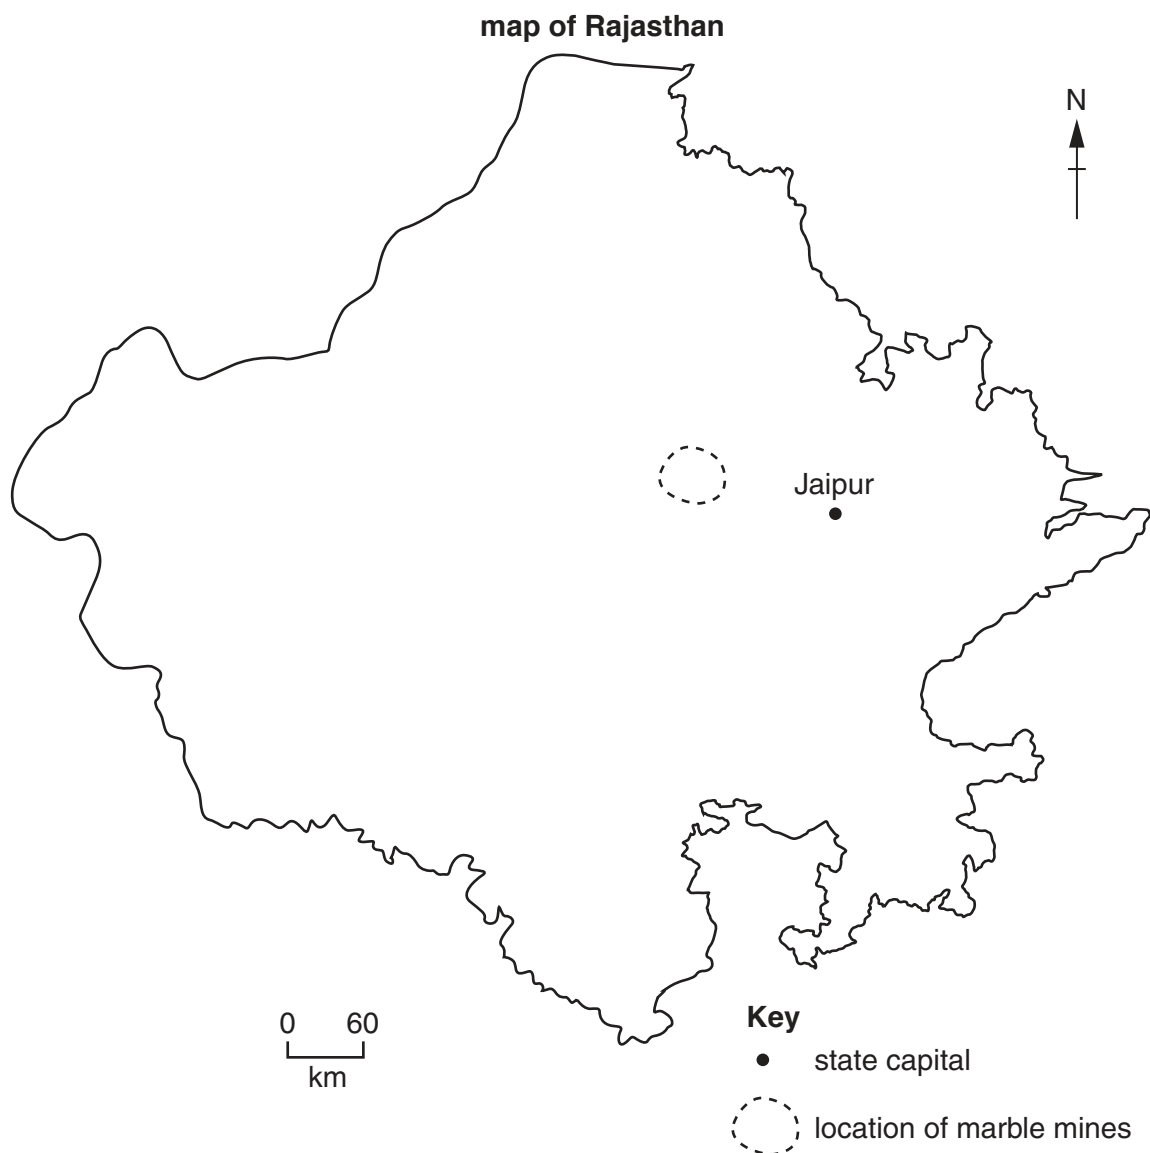 map of Rajasthan
N
Jaipur
0 60
km
Key
state capital
location of marble mines